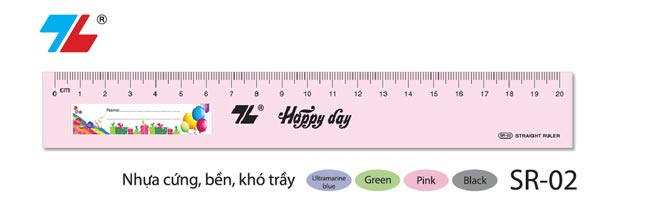 TL®
0 1 2 3 4 5 6 7 8 9 10 11 12 13 14 15 16 17 18 19 20
cm
Name:
TL®
Happy day
SR-02 STRAIGHT RULER
Nhựa cứng, bền, khó trầy
Ultramarine
blue
Green
Pink
Black
SR-02